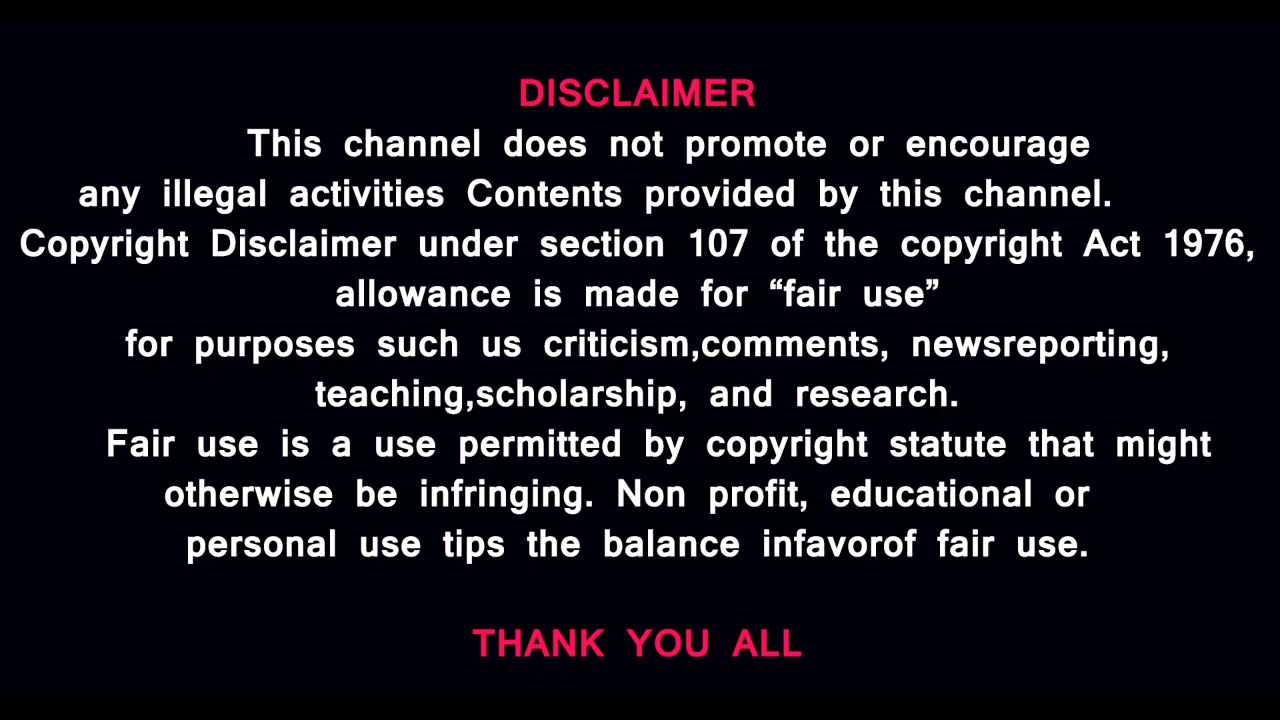 DISCLAIMER
This channel does not promote or encourage
any illegal activities Contents provided by this channel.
Copyright Disclaimer under section 107 of the copyright Act 1976,
allowance is made for “fair use”
for purposes such us criticism,comments, newsreporting,
teaching,scholarship, and research.
Fair use is a use permitted by copyright statute that might
otherwise be infringing. Non profit, educational or
personal use tips the balance infavorof fair use.
THANK YOU ALL